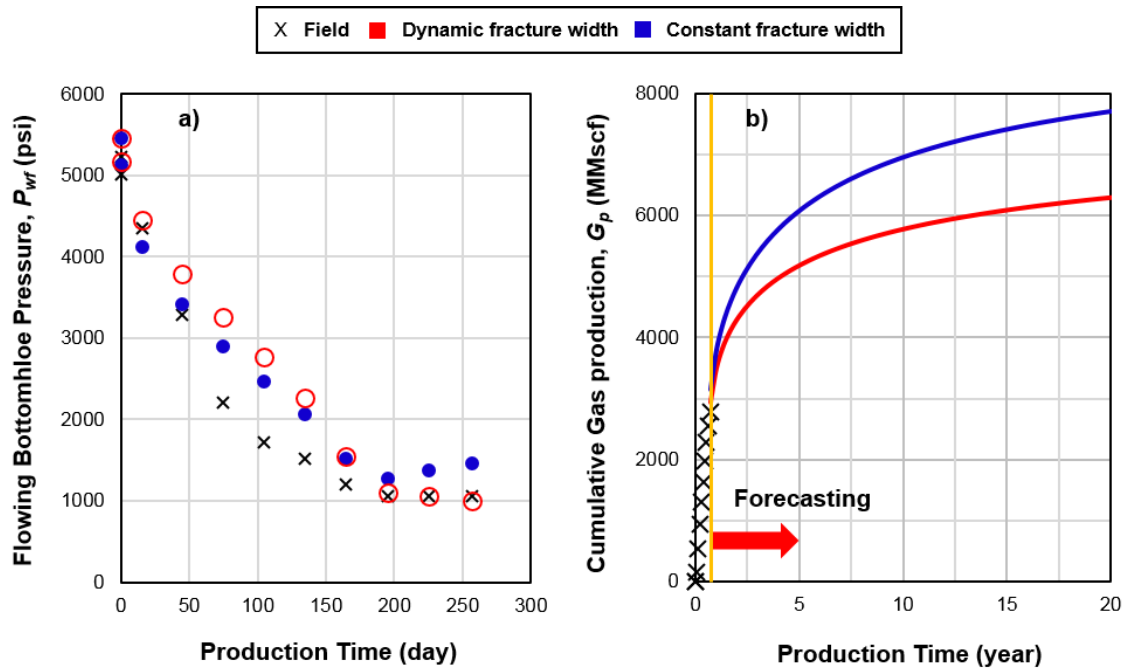 X Field Dynamic fracture width Constant fracture width
a)
Flowing Bottomhloe Pressure, Pwf (psi)
6000
5000
4000
3000
2000
1000
0
0 50 100 150 200 250 300
Production Time (day)
b)
Cumulative Gas production, Gp (MMscf)
8000
6000
4000
2000
0
Forecasting
0 5 10 15 20
Production Time (year)